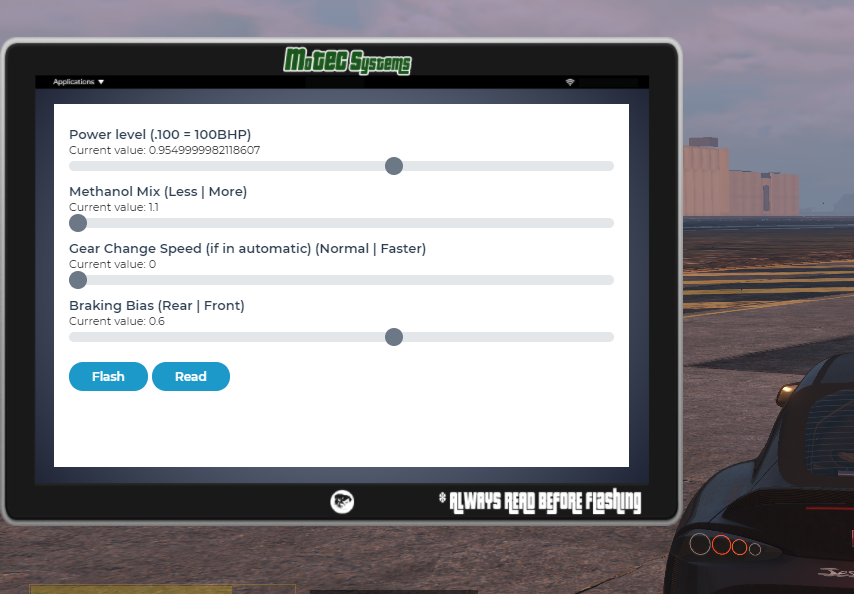 MoTeC Systems
Applications ▼
Power level (.100 = 100BHP)
Current value: 0.9549999982118607
Methanol Mix (Less | More)
Current value: 1.1
Gear Change Speed (if in automatic) (Normal | Faster)
Current value: 0
Braking Bias (Rear | Front)
Current value: 0.6
Flash Read
* ALWAYS READ BEFORE FLASHING